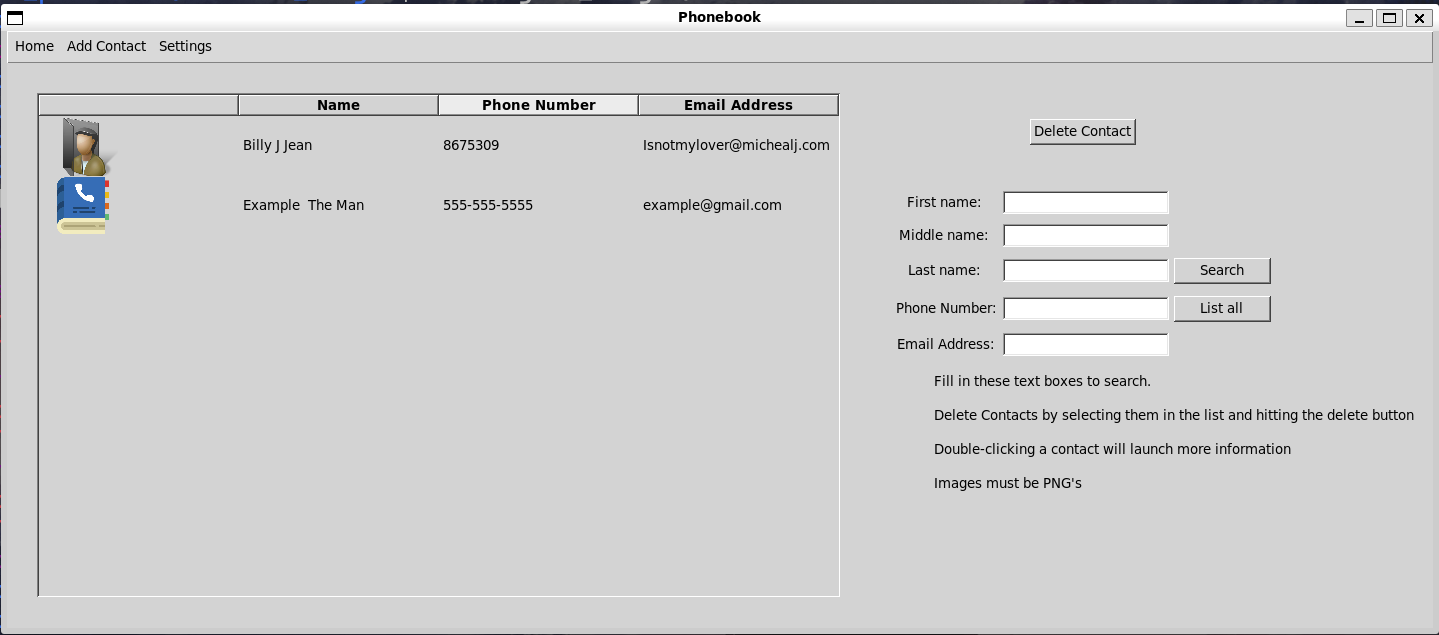 Phonebook
Home Add Contact Settings
Name Phone Number Email Address
Billy J Jean 8675309 Isnotmylover@michealj.com
Example The Man 555-555-5555 example@gmail.com
Delete Contact
First name:
Middle name:
Last name: Search
Phone Number: List all
Email Address:
Fill in these text boxes to search.
Delete Contacts by selecting them in the list and hitting the delete button
Double-clicking a contact will launch more information
Images must be PNG's